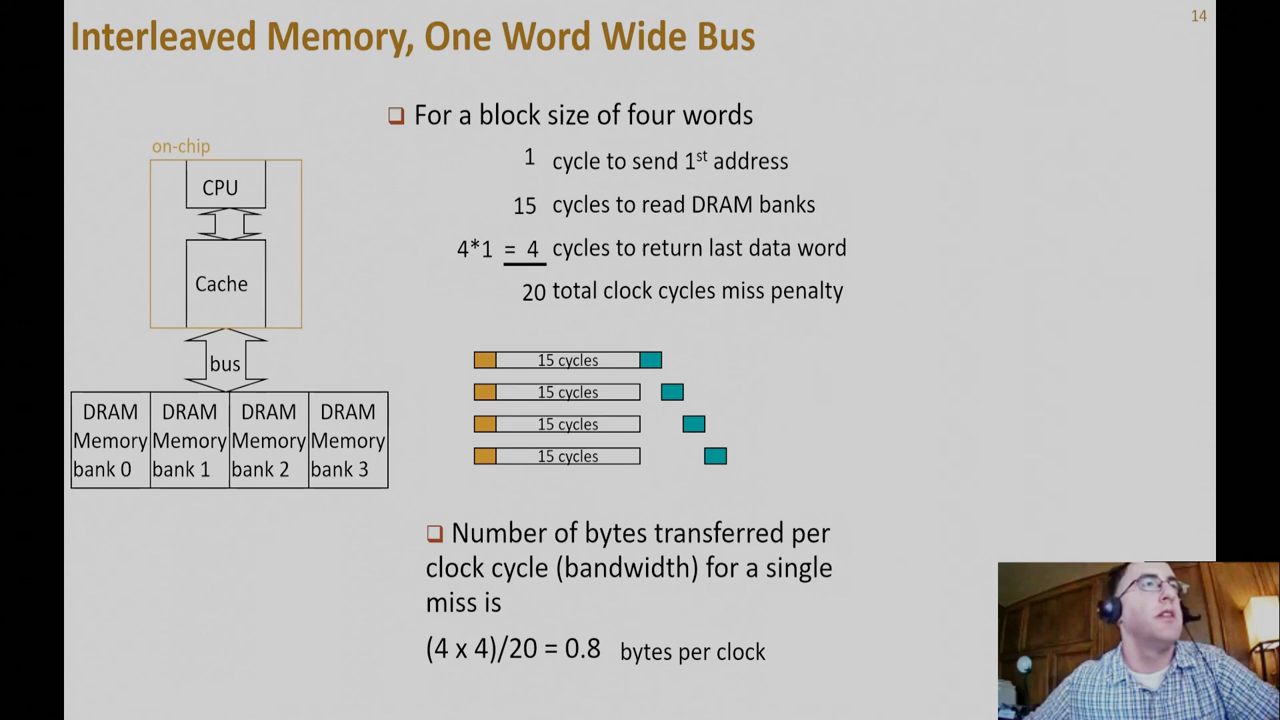 Interleaved Memory, One Word Wide Bus
14
❑ For a block size of four words
1 cycle to send 1st address
15 cycles to read DRAM banks
4*1 = 4 cycles to return last data word
20 total clock cycles miss penalty
on-chip
CPU
Cache
bus
DRAM Memory bank 0
DRAM Memory bank 1
DRAM Memory bank 2
DRAM Memory bank 3
15 cycles
15 cycles
15 cycles
15 cycles
❑ Number of bytes transferred per
clock cycle (bandwidth) for a single
miss is
(4 x 4)/20 = 0.8 bytes per clock